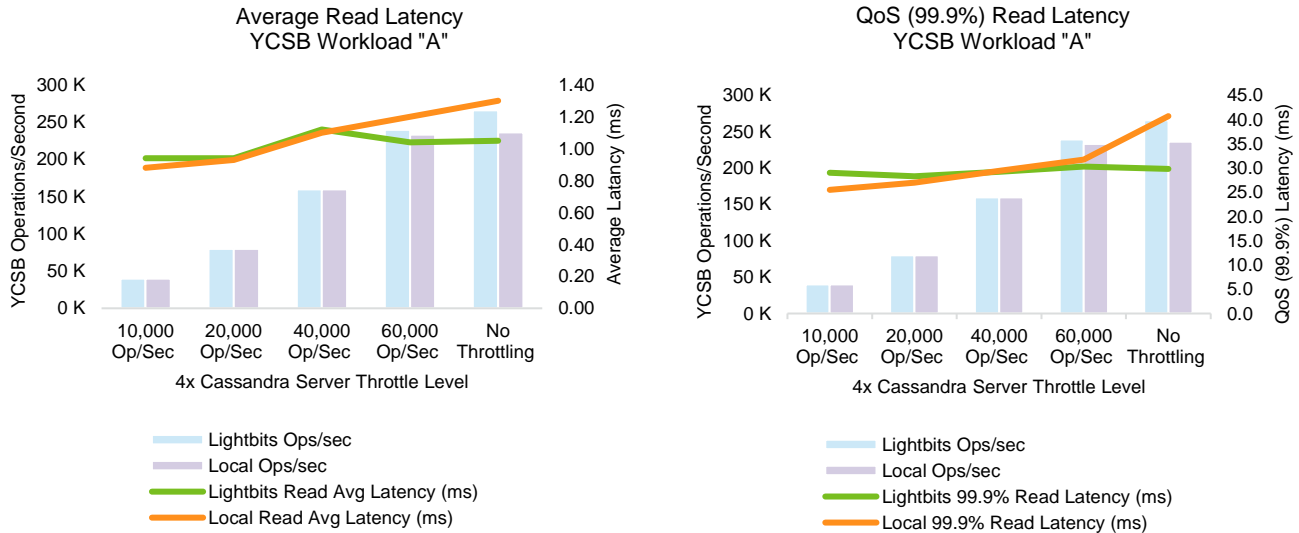 Average Read Latency
YCSB Workload "A"
YCSB Operations/Second
300 K
250 K
200 K
150 K
100 K
50 K
0 K
1.40
1.20
1.00
0.80
0.60
0.40
0.20
0.00
Average Latancy (ms)
10,000
Op/Sec
20,000
Op/Sec
40,000
Op/Sec
60,000
Op/Sec
No
Throttling
4x Cassandra Server Throttle Level
Lightbits Ops/sec
Local Ops/sec
Lightbits Read Avg Latency (ms)
Local Read Avg Latency (ms)
QoS (99.9%) Read Latency
YCSB Workload "A"
YCSB Operations/Second
300 K
250 K
200 K
150 K
100 K
50 K
0 K
45.0
40.0
35.0
30.0
25.0
20.0
15.0
10.0
5.0
0.0
QoS (99.9%) Latency (ms)
10,000
Op/Sec
20,000
Op/Sec
40,000
Op/Sec
60,000
Op/Sec
No
Throttling
4x Cassandra Server Throttle Level
Lightbits Ops/sec
Local Ops/sec
Lightbits 99.9% Read Latency (ms)
Local 99.9% Read Latency (ms)